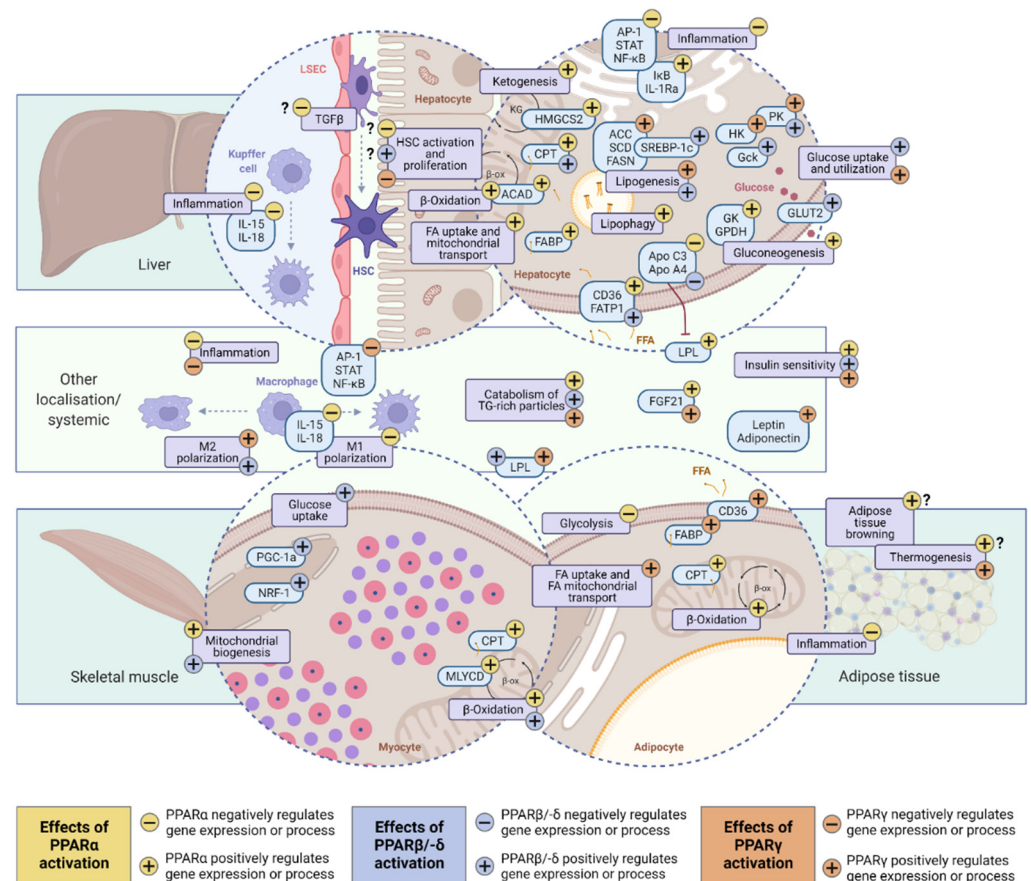 AP-1
STAT
NF-κB
Inflammation
IκB
IL-1Ra
LSEC
Hepatocyte
Ketogenesis
KG
HMGCS2
? TGFβ
?
?
HSC activation
and
proliferation
CPT
β-ox
ACC
SCD
FASN
SREBP-1c
HK
PK
Gck
Glucose uptake
and utilization
Kupffer
cell
Inflammation
IL-15
IL-18
β-Oxidation
ACAD
Lipogenesis
Glucose
Lipophagy
GK
GPDH
GLUT2
FA uptake and
mitochondrial
transport
FABP
Gluconeogenesis
Liver
HSC
Hepatocyte
Apo C3
Apo A4
CD36
FATP1
FFA
LPL
Other
localisation/
systemic
Inflammation
AP-1
STAT
NF-κB
Macrophage
IL-15
IL-18
M2
polarization
M1
polarization
Catabolism of
TG-rich particles
LPL
FGF21
Insulin sensitivity
Leptin
Adiponectin
Glucose
uptake
PGC-1a
NRF-1
Mitochondrial
biogenesis
Skeletal muscle
CPT
MLYCD
β-ox
β-Oxidation
Myocyte
FFA
CD36
Glycolysis
FABP
FA uptake and
FA mitochondrial
transport
CPT
β-ox
β-Oxidation
Adipocyte
Adipose
tissue
browning
?
Thermogenesis
?
Inflammation
Adipose tissue
Effects of
PPARα
activation
PPARα negatively regulates
gene expression or process
PPARα positively regulates
gene expression or process
Effects of
PPARβ/-δ
activation
PPARβ/-δ negatively regulates
gene expression or process
PPARβ/-δ positively regulates
gene expression or process
Effects of
PPARγ
activation
PPARγ negatively regulates
gene expression or process
PPARγ positively regulates
gene expression or process